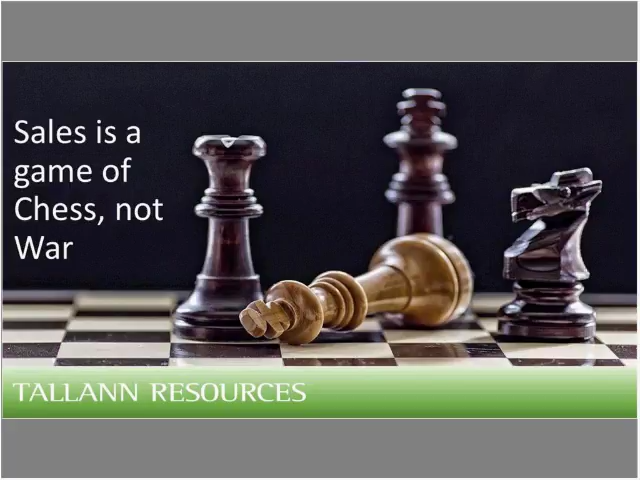 Sales is a
game of
Chess, not
War
TALLANN RESOURCES